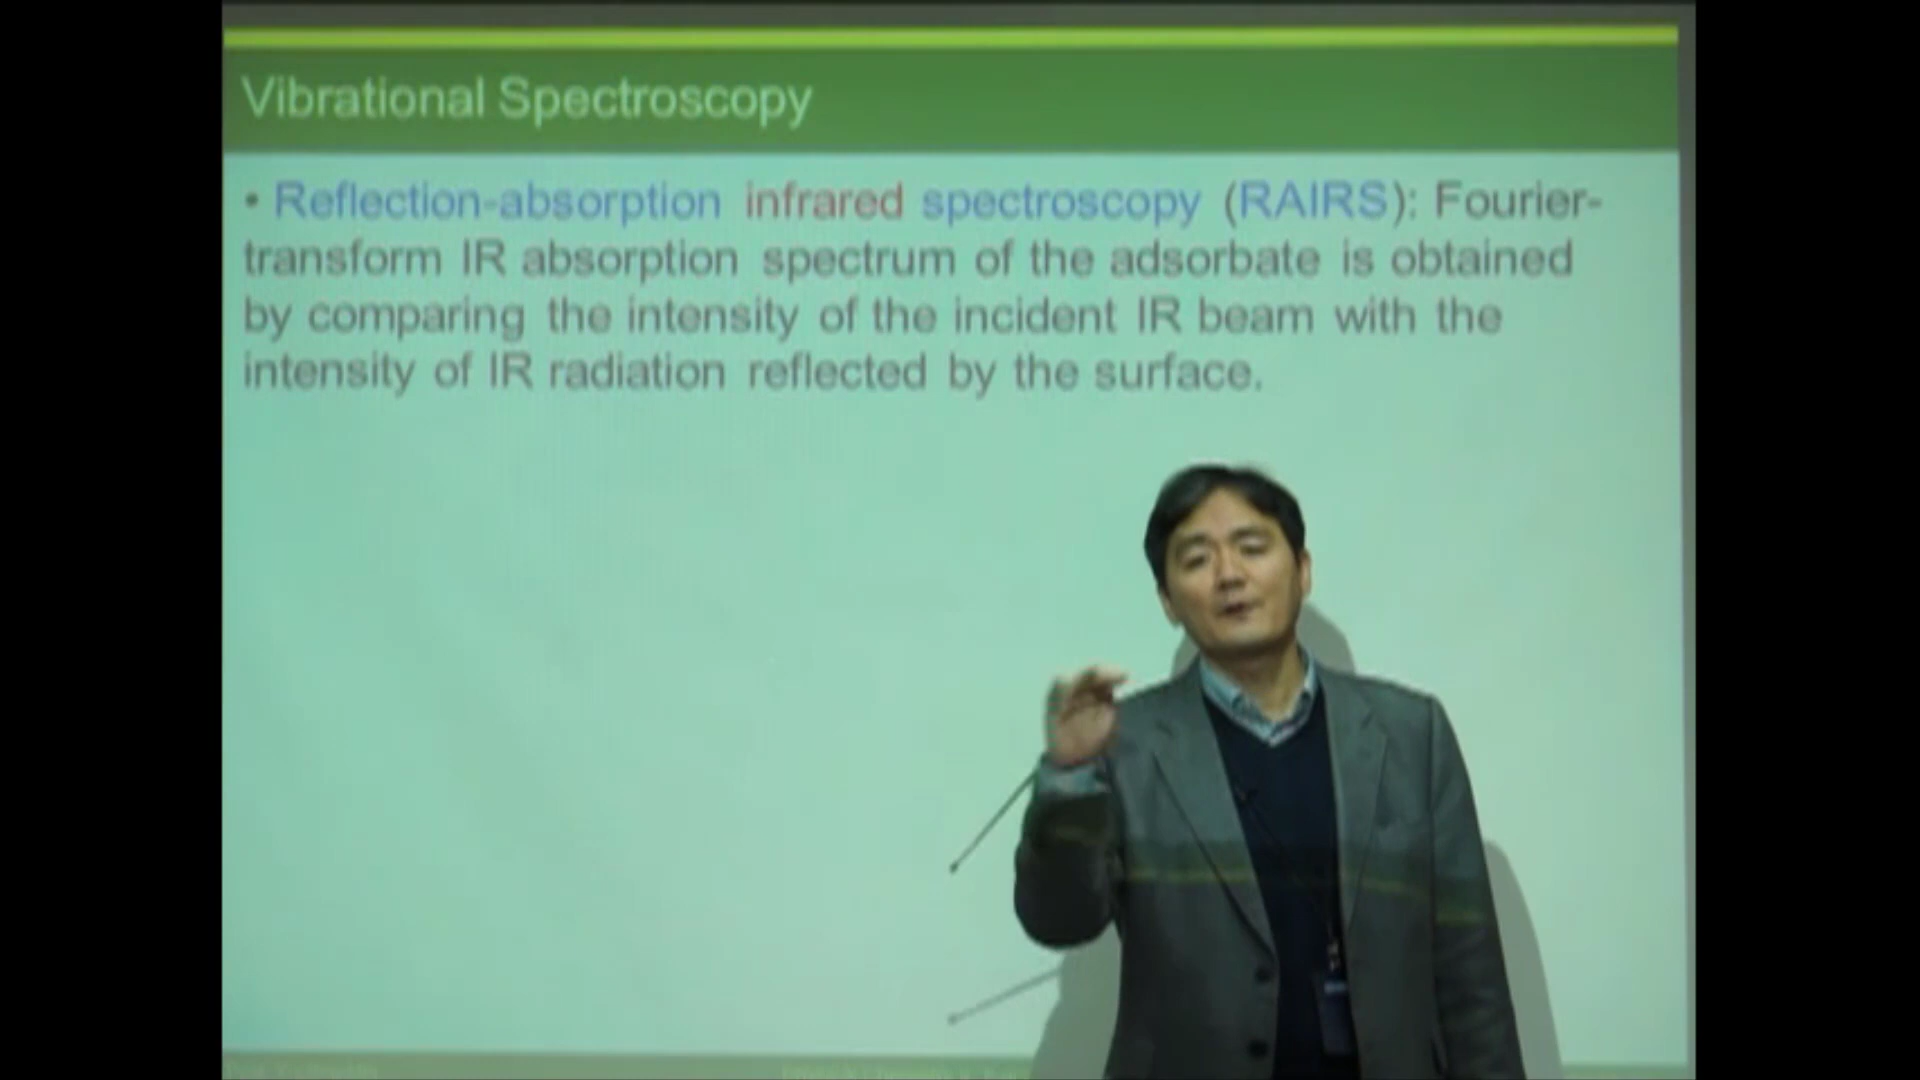 Vibrational Spectroscopy
• Reflection-absorption infrared spectroscopy (RAIRS): Fourier-
transform IR absorption spectrum of the adsorbate is obtained
by comparing the intensity of the incident IR beam with the
intensity of IR radiation reflected by the surface.